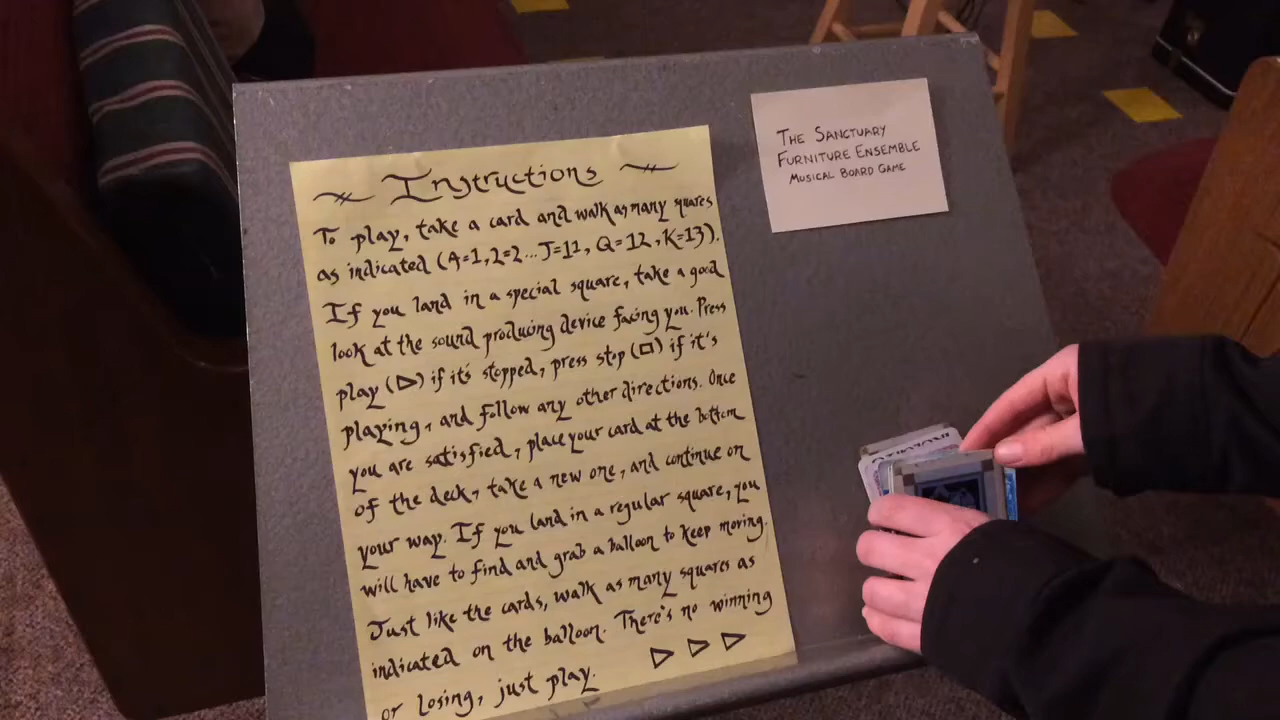 Instructions
To play, take a card and walk as many squares
as indicated (A=1, 2=2... J=11, Q=12, K=13).
If you land in a special square, take a good
look at the sound producing device facing you. Press
play (▷) if it's stopped, press stop (□) if it's
playing, and follow any other directions. Once
you are satisfied, place your card at the bottom
of the deck, take a new one, and continue on
your way. If you land in a regular square, you
will have to find and grab a balloon to keep moving.
Just like the cards, walk as many squares as
indicated on the balloon. There's no winning
or losing, just play. ▷ ▷ ▷
THE SANCTUARY
FURNITURE ENSEMBLE
MUSICAL BOARD GAME